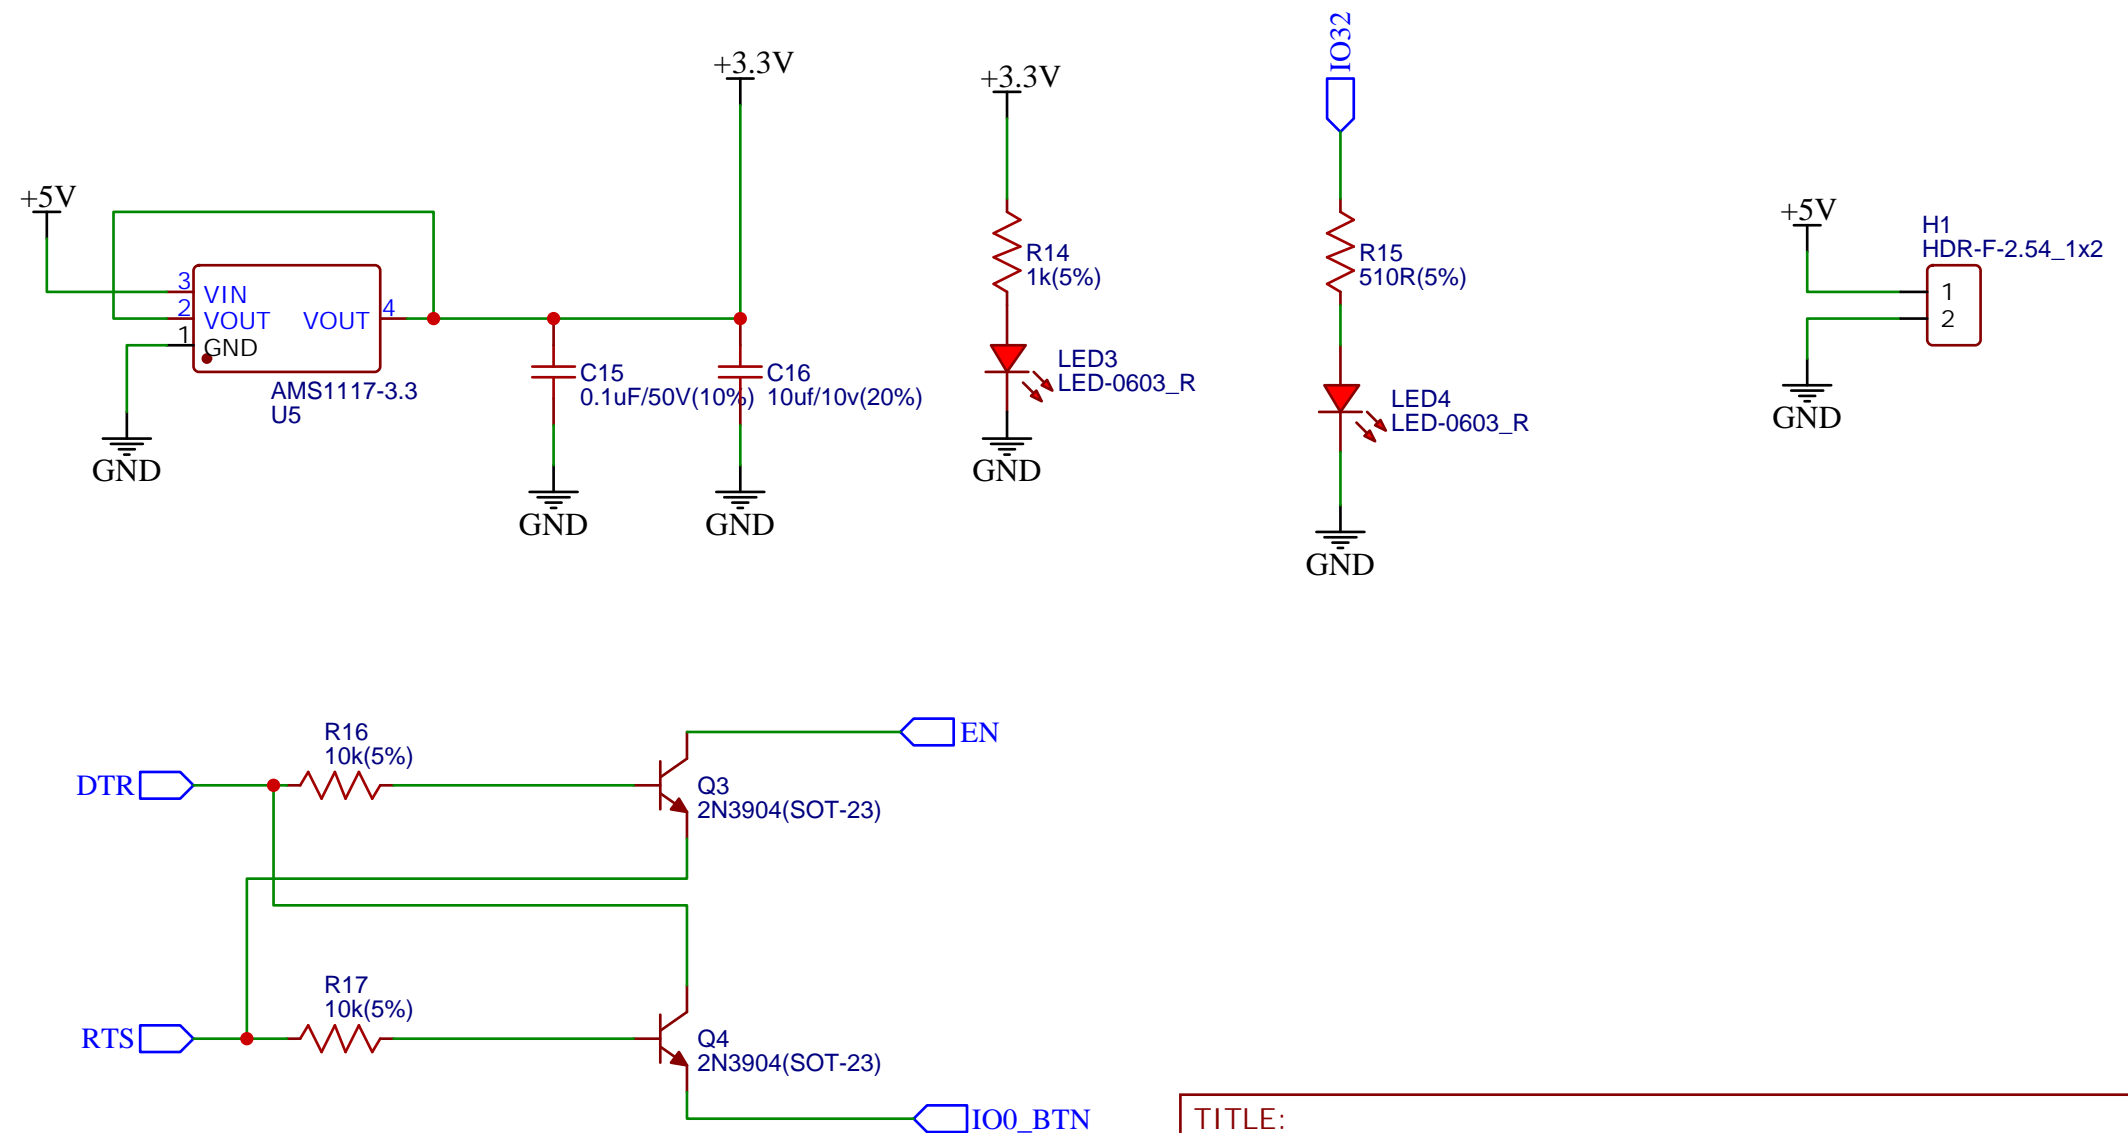 +5V
3
2
1
VIN
VOUT
GND
VOUT
4
AMS1117-3.3
U5
GND
+3.3V
C15
0.1uF/50V(10%)
GND
C16
10uf/10v(20%)
GND
+3.3V
R14
1k(5%)
LED3
LED-0603_R
GND
IO32
R15
510R(5%)
LED4
LED-0603_R
GND
+5V
H1
HDR-F-2.54_1x2
1
2
GND
DTR
R16
10k(5%)
Q3
2N3904(SOT-23)
EN
RTS
R17
10k(5%)
Q4
2N3904(SOT-23)
IO0_BTN
TITLE: